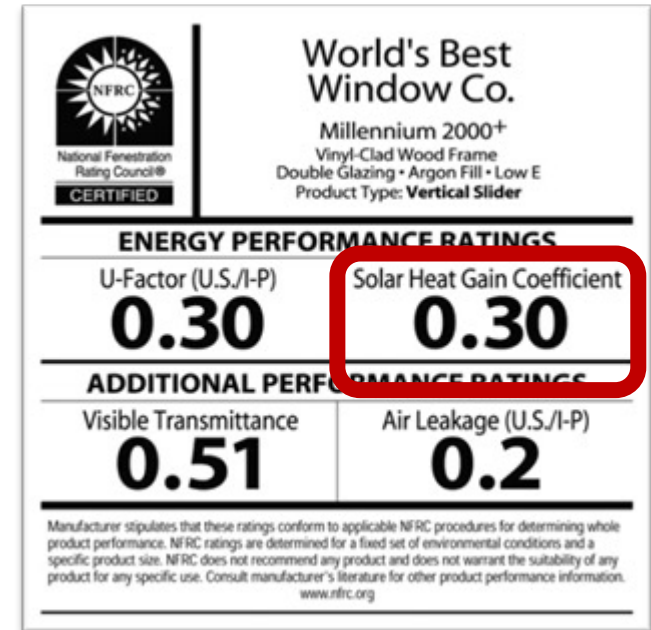 World's Best
Window Co.
Millennium 2000+
Vinyl-Clad Wood Frame
Double Glazing • Argon Fill • Low E
Product Type: Vertical Slider
NFRC
National Fenestration
Rating Council®
CERTIFIED
ENERGY PERFORMANCE RATINGS
U-Factor (U.S./I-P)
0.30
Solar Heat Gain Coefficient
0.30
ADDITIONAL PERFORMANCE RATINGS
Visible Transmittance
0.51
Air Leakage (U.S./I-P)
0.2
Manufacturer stipulates that these ratings conform to applicable NFRC procedures for determining whole
product performance. NFRC ratings are determined for a fixed set of environmental conditions and a
specific product size. NFRC does not recommend any product and does not warrant the suitability of any
product for any specific use. Consult manufacturer's literature for other product performance information.
www.nfrc.org